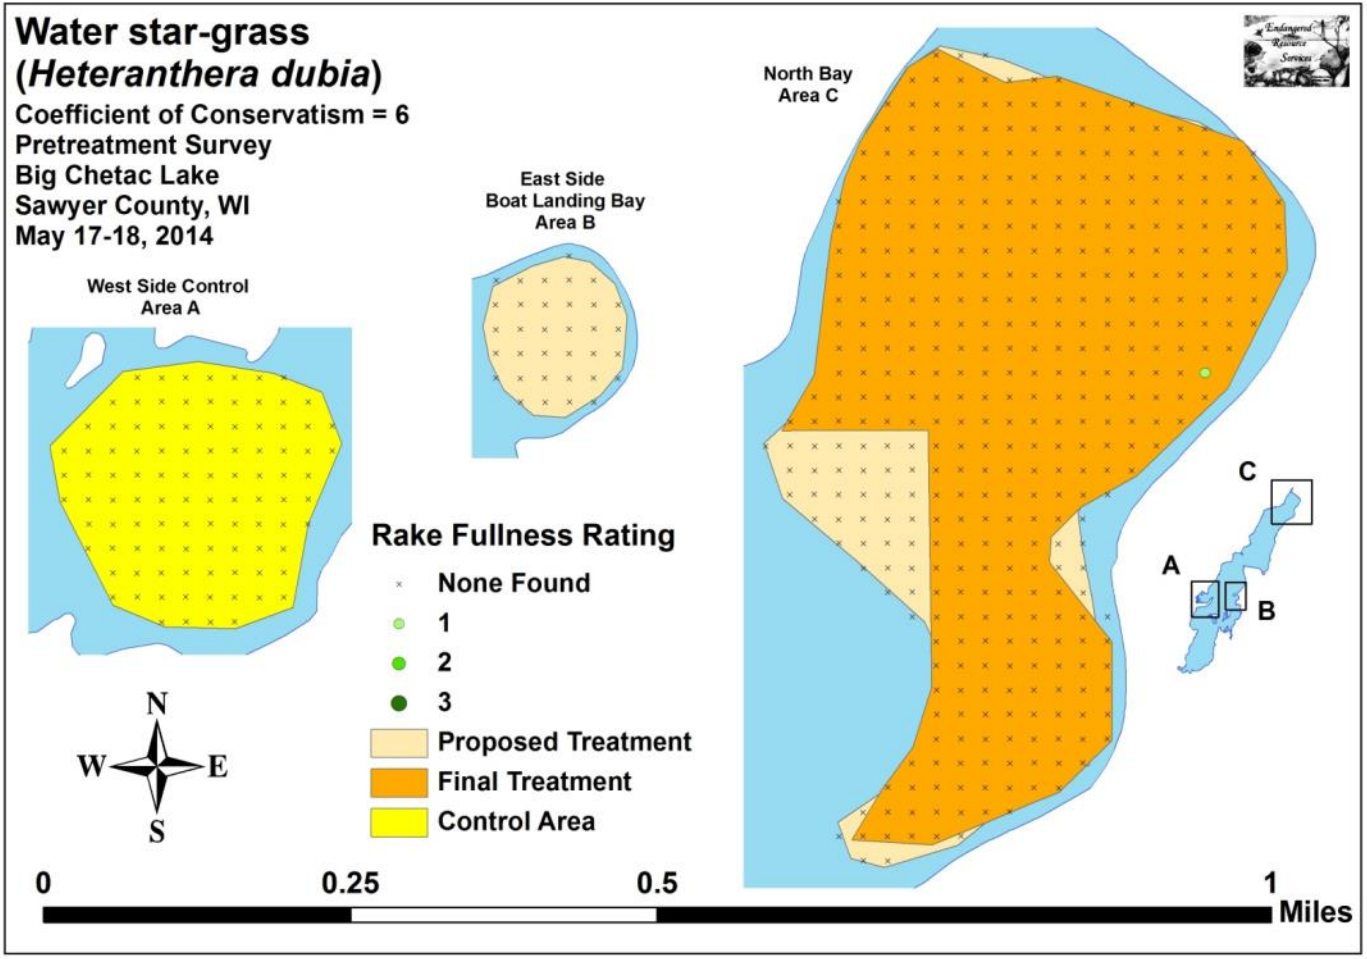 Water star-grass
(Heteranthera dubia)
Coefficient of Conservatism = 6
Pretreatment Survey
Big Chetac Lake
Sawyer County, WI
May 17-18, 2014
West Side Control
Area A
East Side
Boat Landing Bay
Area B
North Bay
Area C
Endangered
Resource
Services
Rake Fullness Rating
None Found
1
2
3
Proposed Treatment
Final Treatment
Control Area
N
W E
S
C
A
B
0 0.25 0.5 1
Miles